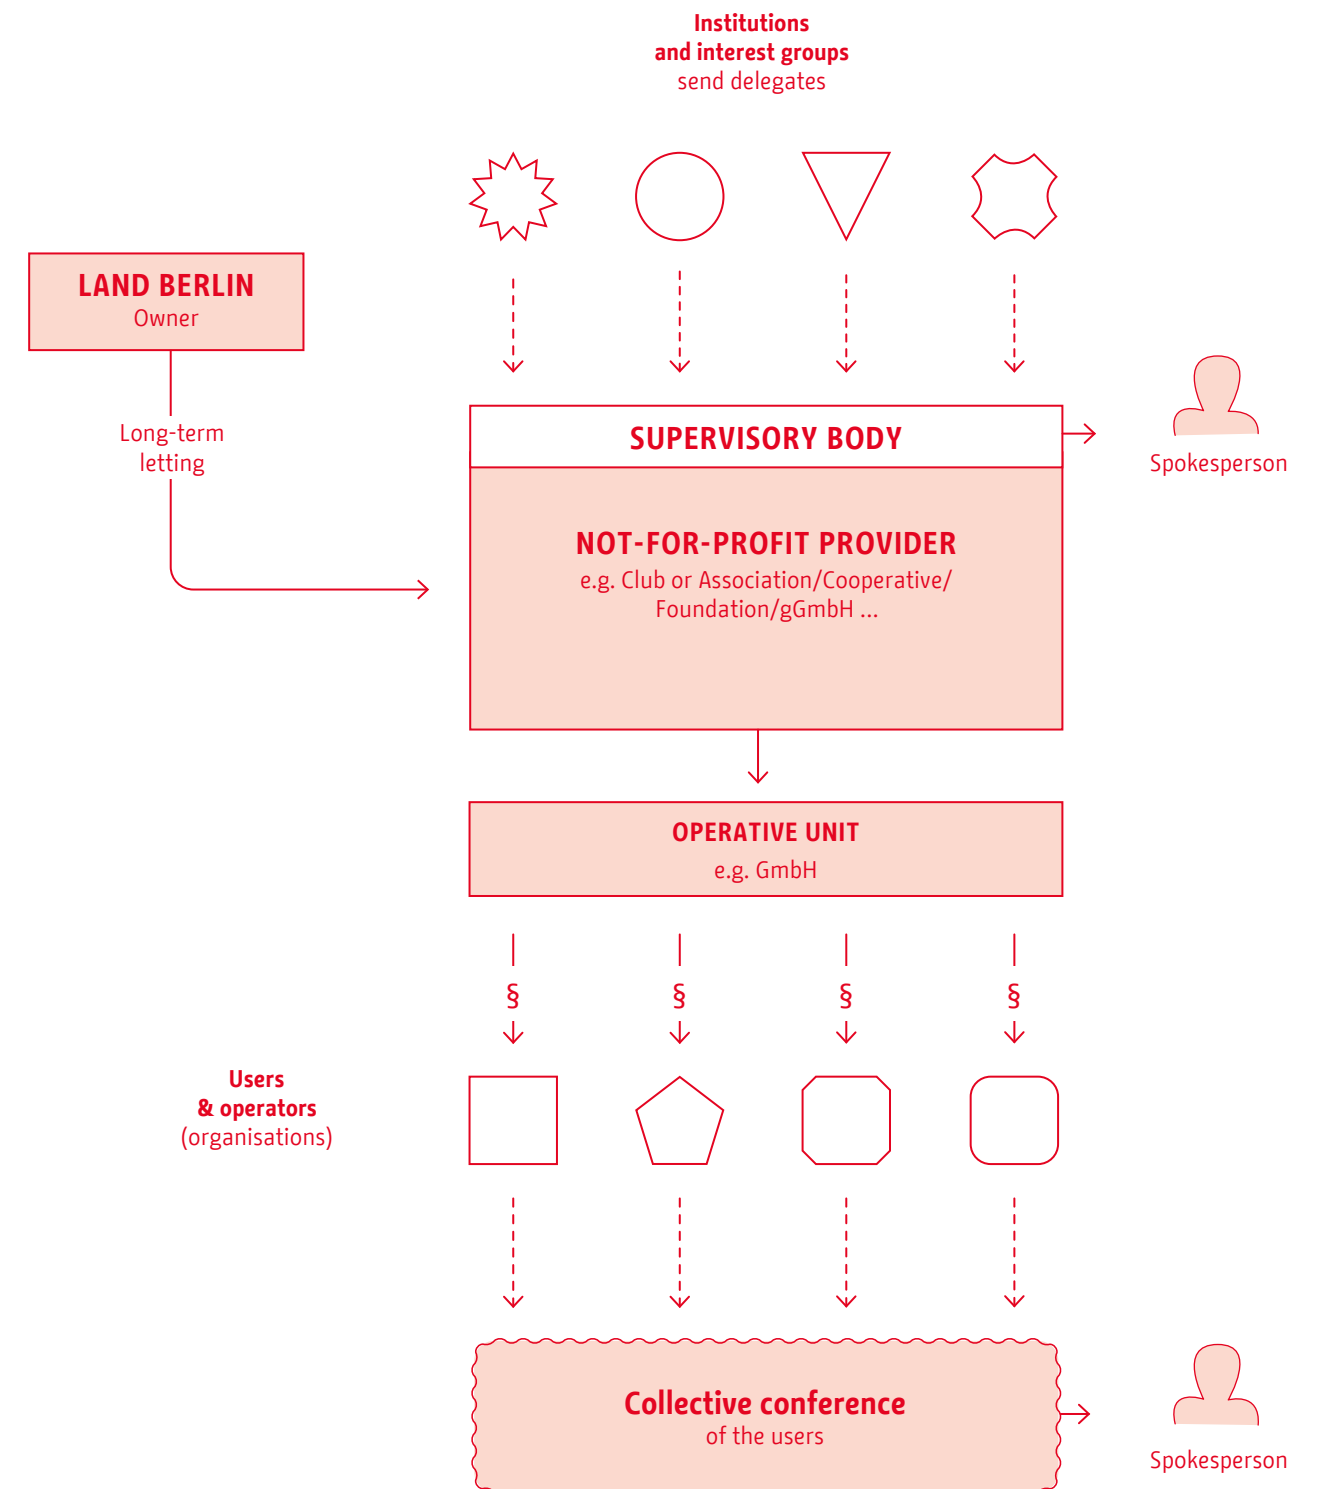 Institutions
and interest groups
send delegates
LAND BERLIN
Owner
Long-term
letting
SUPERVISORY BODY
Spokesperson
NOT-FOR-PROFIT PROVIDER
e.g. Club or Association/Cooperative/
Foundation/gGmbH ...
OPERATIVE UNIT
e.g. GmbH
§ § § §
Users
& operators
(organisations)
Collective conference
of the users
Spokesperson